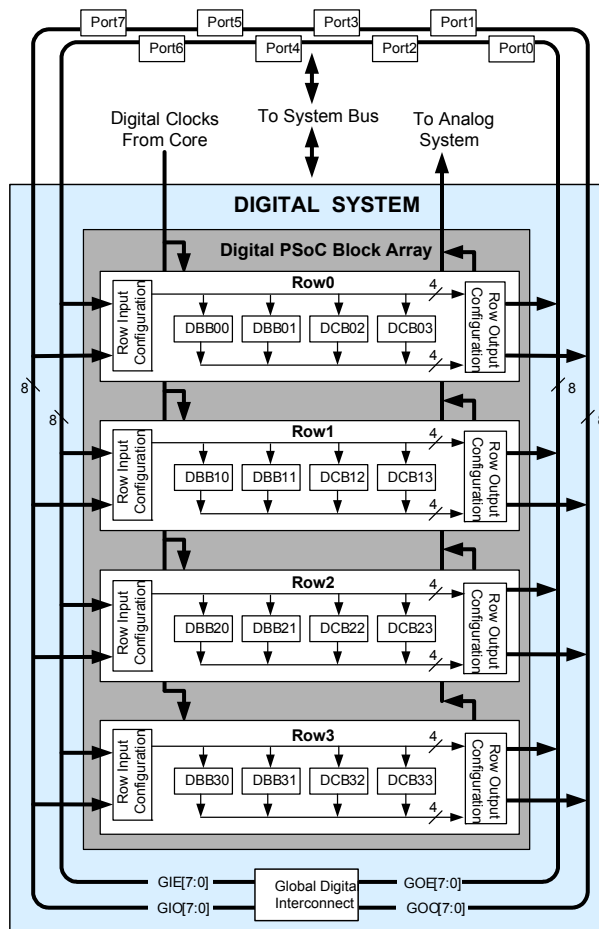 Port7
Port5
Port3
Port1
Port6
Port4
Port2
Port0
Digital Clocks
From Core
To System Bus
To Analog
System
DIGITAL SYSTEM
Digital PSoC Block Array
Row0
Row Input
Configuration
DBB00
DBB01
DCB02
DCB03
4
4
Row Output
Configuration
8
8
8
8
Row1
Row Input
Configuration
DBB10
DBB11
DCB12
DCB13
4
4
Row Output
Configuration
Row2
Row Input
Configuration
DBB20
DBB21
DCB22
DCB23
4
4
Row Output
Configuration
Row3
Row Input
Configuration
DBB30
DBB31
DCB32
DCB33
4
4
Row Output
Configuration
GIE[7:0]
GIO[7:0]
Global Digital
Interconnect
GOE[7:0]
GOO[7:0]